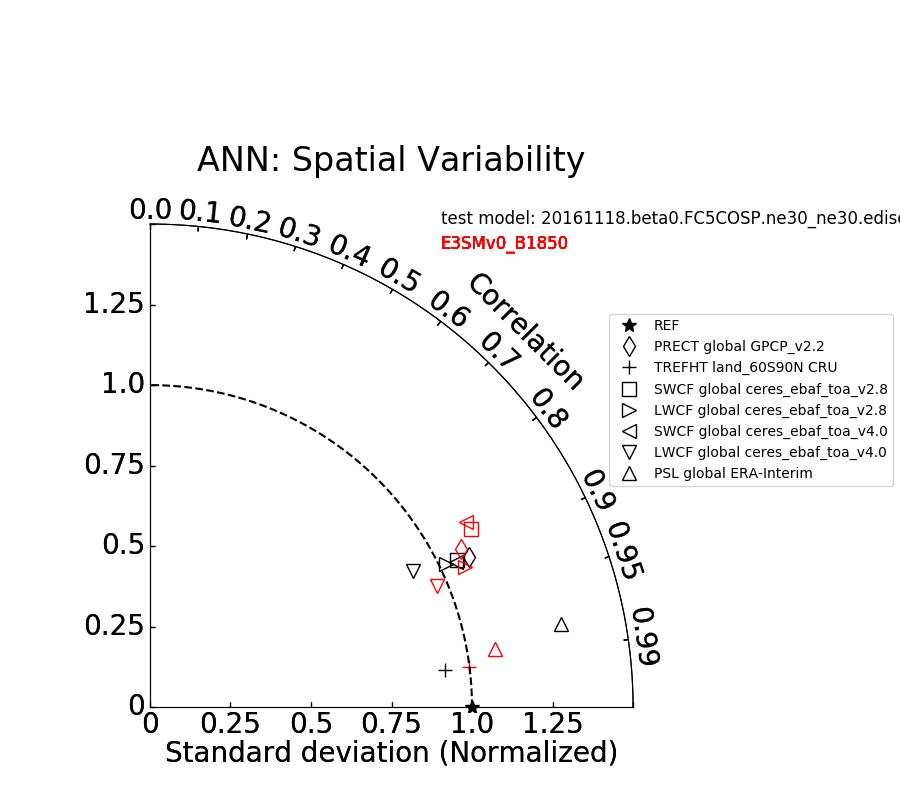 ANN: Spatial Variability
test model: 20161118.beta0.FC5COSP.ne30_ne30.edis
E3SMv0_B1850
0.0 0.1 0.2 0.3 0.4 0.5 0.6 0.7 0.8 0.9 0.95 0.99
Correlation
1.25
1.0
0.75
0.5
0.25
0
0 0.25 0.5 0.75 1.0 1.25
Standard deviation (Normalized)
REF
PRECT global GPCP_v2.2
TREFHT land_60S90N CRU
SWCF global ceres_ebaf_toa_v2.8
LWCF global ceres_ebaf_toa_v2.8
SWCF global ceres_ebaf_toa_v4.0
LWCF global ceres_ebaf_toa_v4.0
PSL global ERA-Interim